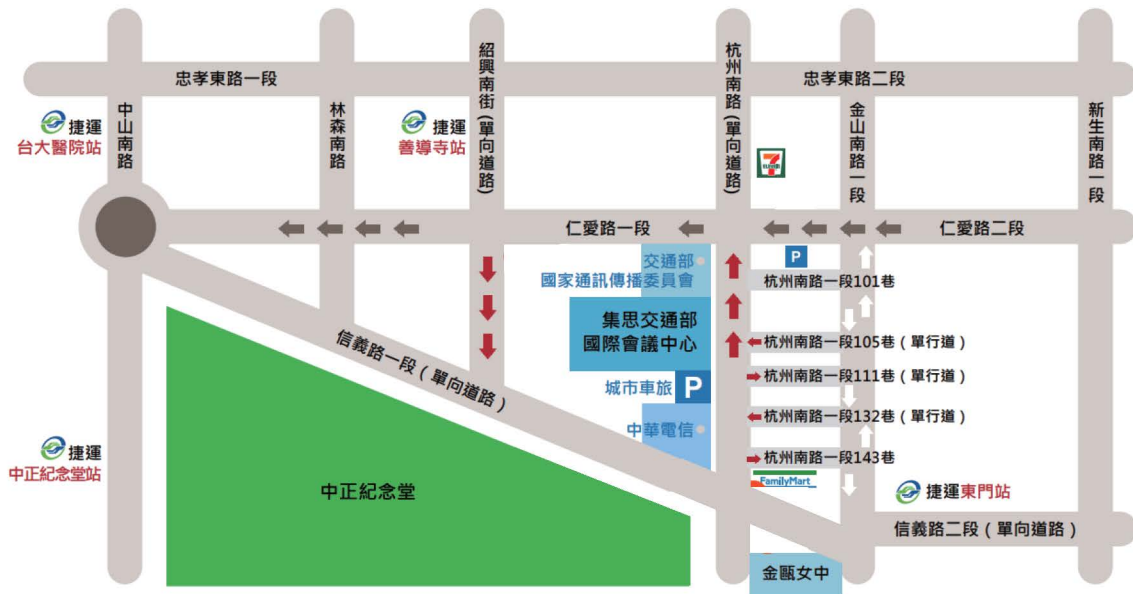 忠孝東路一段
忠孝東路二段
中山南路
林森南路
紹興南街(單向道路)
杭州南路(單向道路)
金山南路一段
新生南路一段
捷運
台大醫院站
捷運
善導寺站
7
ELEVEn
仁愛路一段
仁愛路二段
交通部
國家通訊傳播委員會
P
杭州南路一段101巷
集思交通部
國際會議中心
杭州南路一段105巷(單行道)
杭州南路一段111巷(單行道)
城市車旅
P
杭州南路一段132巷(單行道)
中華電信
杭州南路一段143巷
FamilyMart
信義路一段(單向道路)
捷運
中正紀念堂站
中正紀念堂
捷運東門站
信義路二段(單向道路)
金甌女中